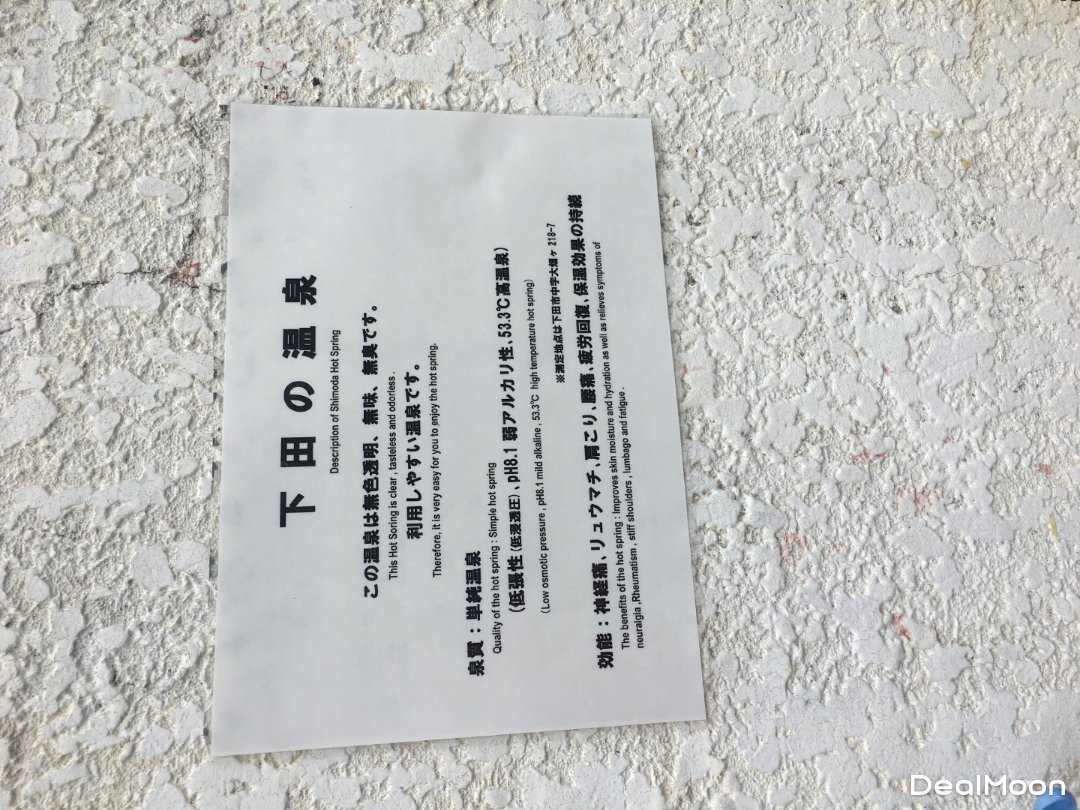 下田の温泉
Description of Shimoda Hot Spring
この温泉は無色透明、無味、無臭です。
This Hot Soring is clear , tasteless and odorless .
利用しやすい温泉です。
Therefore, it is very easy for you to enjoy the hot spring.
泉質：単純温泉
Quality of the hot spring : Simple hot spring
（低張性（低浸透圧）、pH8.1 弱アルカリ性、53.3℃高温泉）
(Low osmotic pressure , pH8.1 mild alkaline , 53.3℃ high temperature hot spring)
※測定地点は下田市中字大畑ヶ 218-7
効能：神経痛、リュウマチ、肩こり、腰痛、疲労回復、保温効果の持続
The benefits of the hot spring : Improves skin moisture and hydration as well as relieves symptoms of
neuralgia ,Rheumatism , stiff shoulders , lumbago and fatigue .
DealMoon